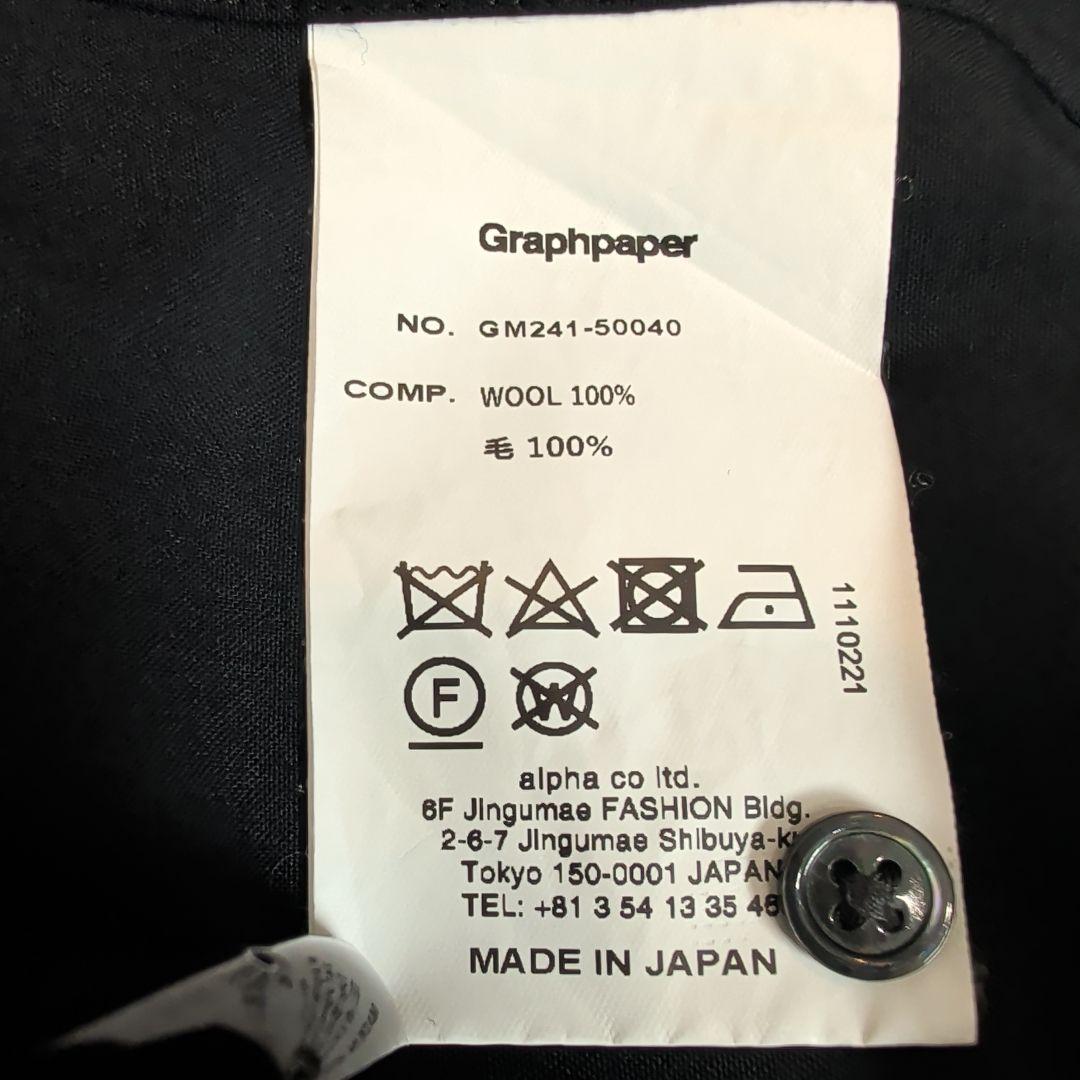 Graphpaper
NO. GM241-50040
COMP. WOOL 100%
毛 100%
1110221
F
W
alpha co ltd.
6F Jingumae FASHION Bldg.
2-6-7 Jingumae Shibuya-k
Tokyo 150-0001 JAPAN
TEL: +81 3 54 13 35 48
MADE IN JAPAN